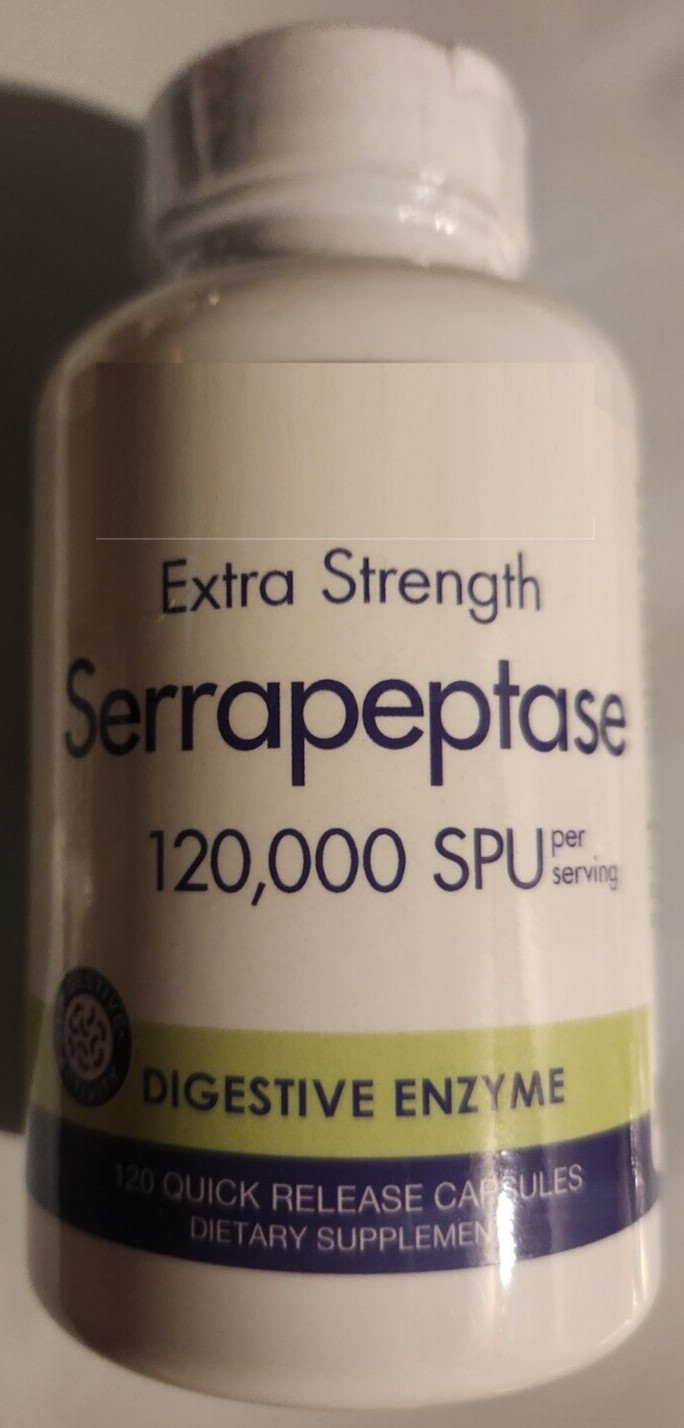 Extra Strength
Serrapeptase
120,000 SPU per
serving
DIGESTIVE ENZYME
120 QUICK RELEASE CAPSULES
DIETARY SUPPLEMENT